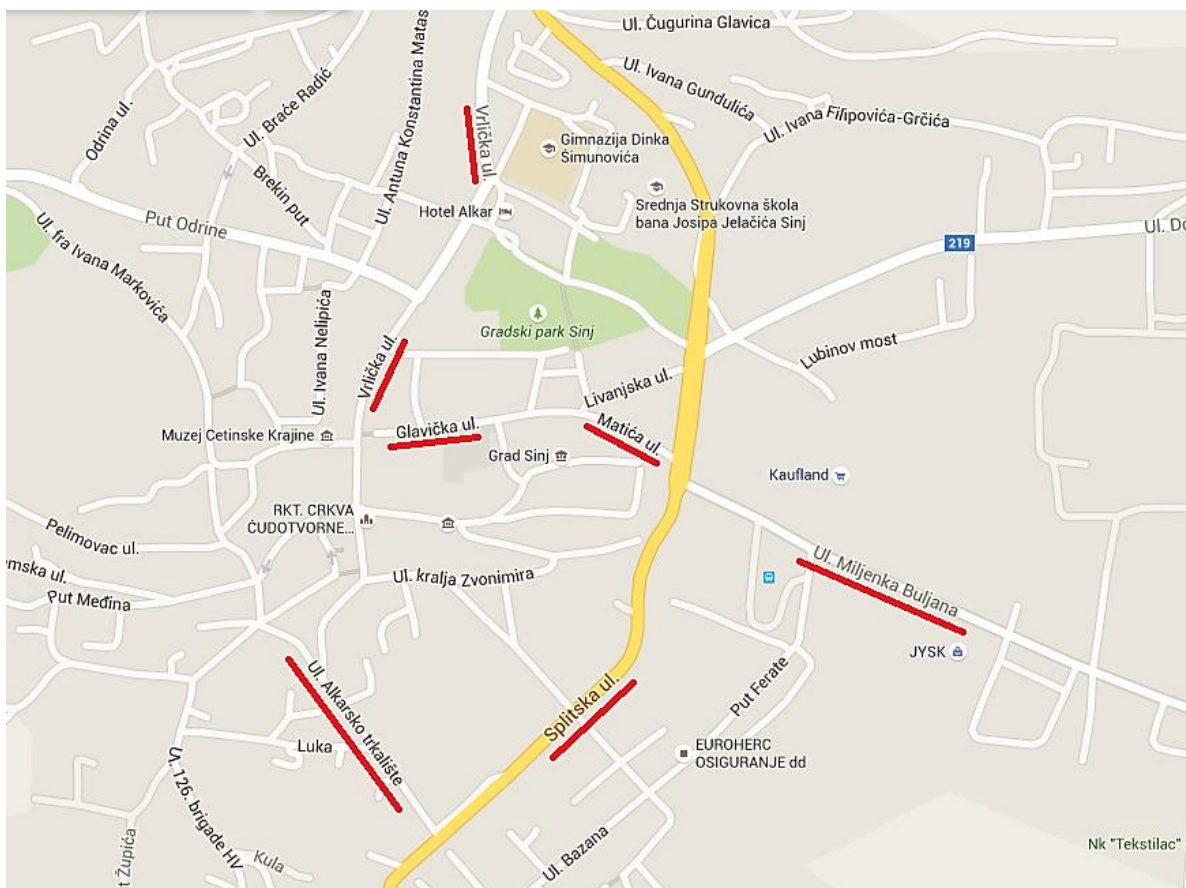 Ul. Čugurina Glavica
Ul. Ivana Gundulića
Ul. Antuna Konstantina Matas
Ul. Braće Radić
Odrina ul.
Vrlička ul.
Ul. Ivana Filipovića-Grčića
Gimnazija Dinka
Šimunovića
Brekin put
Hotel Alkar
Srednja Strukovna škola
bana Josipa Jelačića Sinj
Put Odrine
Ul. Do
219
Ul. fra Ivana Markovića
Gradski park Sinj
Ul. Ivana Nelipića
Vrlička ul.
Lubinov most
Livanjska ul.
Muzej Cetinske Krajine
Glavička ul.
Matića ul.
Grad Sinj
Kaufland
RKT. CRKVA
ČUDOTVORNE...
Pelimovac ul.
emska ul.
Put Međina
Ul. kralja Zvonimira
Ul. Miljenka Buljana
JYSK
Ul. Alkarsko trkalište
Splitska ul.
Put Ferate
Luka
EUROHERC
OSIGURANJE dd
Ul. 126. brigade HV
Kula
t Župića
Ul. Bazana
Nk "Tekstilac"